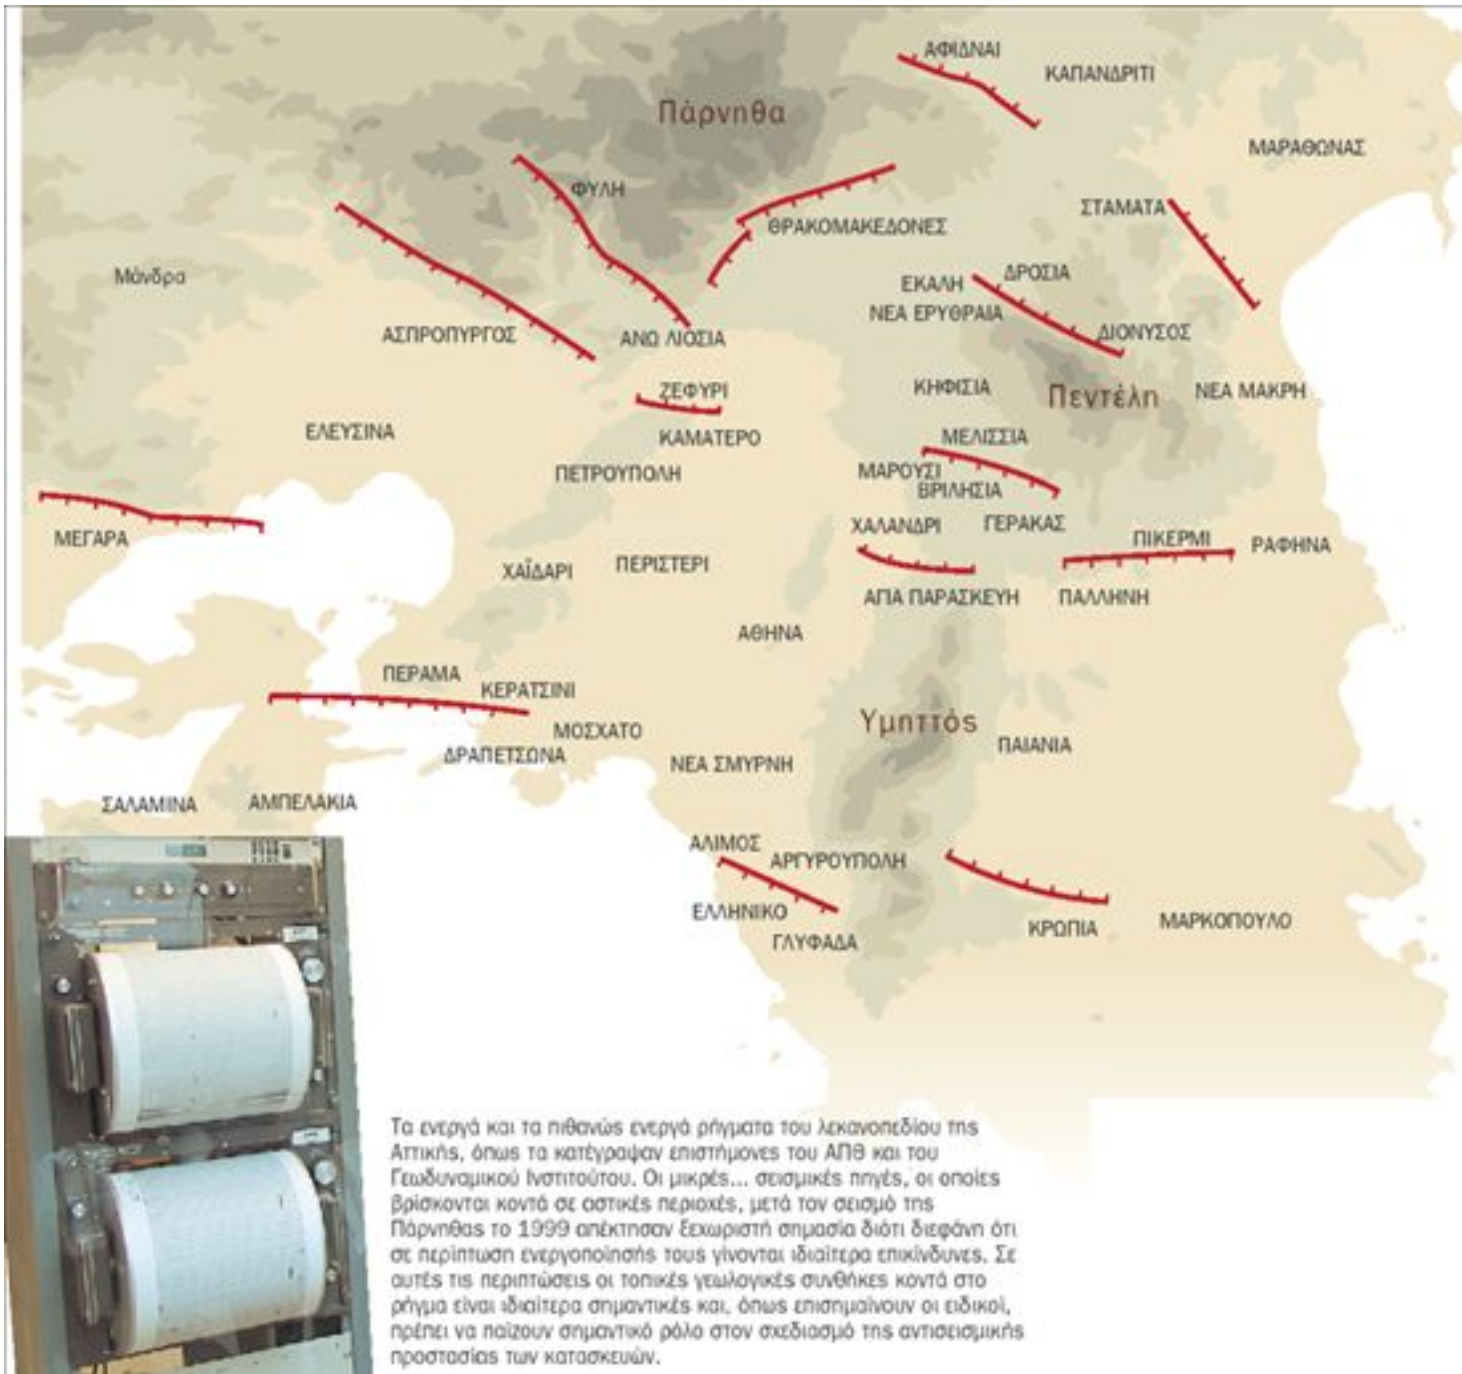 ΑΦΙΔΝΑΙ
ΚΑΠΑΝΔΡΙΤΙ
Πάρνηθα
ΜΑΡΑΘΩΝΑΣ
ΦΥΛΗ
ΣΤΑΜΑΤΑ
ΘΡΑΚΟΜΑΚΕΔΟΝΕΣ
Μάνδρα
ΔΡΟΣΙΑ
ΕΚΑΛΗ
ΝΕΑ ΕΡΥΘΡΑΙΑ
ΑΣΠΡΟΠΥΡΓΟΣ
ΑΝΩ ΛΙΟΣΙΑ
ΔΙΟΝΥΣΟΣ
ΖΕΦΥΡΙ
ΚΗΦΙΣΙΑ
Πεντέλη
ΝΕΑ ΜΑΚΡΗ
ΕΛΕΥΣΙΝΑ
ΚΑΜΑΤΕΡΟ
ΜΕΛΙΣΣΙΑ
ΠΕΤΡΟΥΠΟΛΗ
ΜΑΡΟΥΣΙ
ΒΡΙΛΗΣΙΑ
ΜΕΓΑΡΑ
ΧΑΛΑΝΔΡΙ
ΓΕΡΑΚΑΣ
ΠΙΚΕΡΜΙ
ΡΑΦΗΝΑ
ΧΑΪΔΑΡΙ
ΠΕΡΙΣΤΕΡΙ
ΑΓΙΑ ΠΑΡΑΣΚΕΥΗ
ΠΑΛΛΗΝΗ
ΑΘΗΝΑ
ΠΕΡΑΜΑ
ΚΕΡΑΤΣΙΝΙ
Υμηττός
ΜΟΣΧΑΤΟ
ΠΑΙΑΝΙΑ
ΔΡΑΠΕΤΣΩΝΑ
ΝΕΑ ΣΜΥΡΝΗ
ΣΑΛΑΜΙΝΑ
ΑΜΠΕΛΑΚΙΑ
ΑΛΙΜΟΣ
ΑΡΓΥΡΟΥΠΟΛΗ
ΕΛΛΗΝΙΚΟ
ΓΛΥΦΑΔΑ
ΚΡΩΠΙΑ
ΜΑΡΚΟΠΟΥΛΟ
Τα ενεργά και τα πιθανώς ενεργά ρήγματα του λεκανοπεδίου της
Αττικής, όπως τα κατέγραψαν επιστήμονες του ΑΠΘ και του
Γεωδυναμικού Ινστιτούτου. Οι μικρές... σεισμικές πηγές, οι οποίες
βρίσκονται κοντά σε αστικές περιοχές, μετά τον σεισμό της
Πάρνηθας το 1999 απέκτησαν ξεχωριστή σημασία διότι διεφάνη ότι
σε περίπτωση ενεργοποίησής τους γίνονται ιδιαίτερα επικίνδυνες. Σε
αυτές τις περιπτώσεις οι τοπικές γεωλογικές συνθήκες κοντά στο
ρήγμα είναι ιδιαίτερα σημαντικές και, όπως επισημαίνουν οι ειδικοί,
πρέπει να παίζουν σημαντικό ρόλο στον σχεδιασμό της αντισεισμικής
προστασίας των κατασκευών.